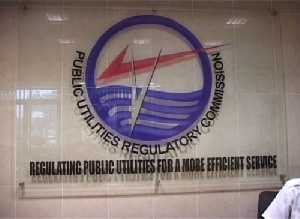 PUBLIC UTILITIES REGULATORY COMMISSION
REGULATING PUBLIC UTILITIES FOR A MORE EFFICIENT SERVICE